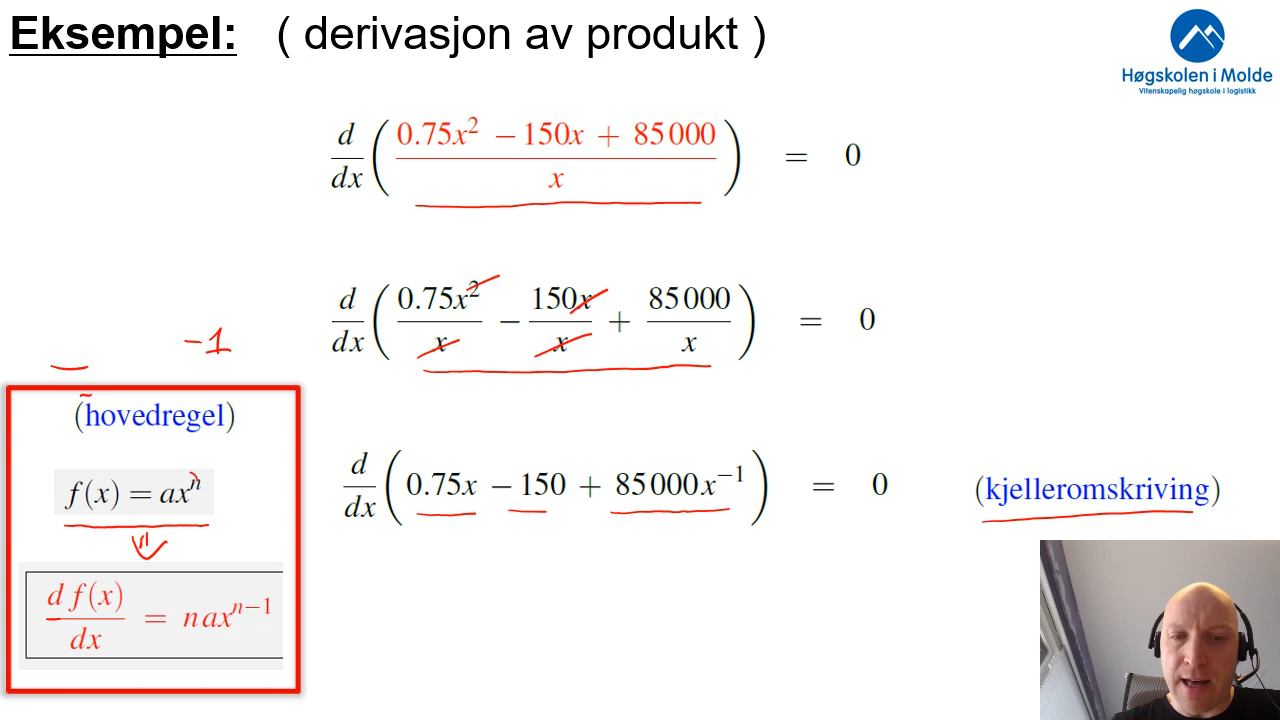 Eksempel: ( derivasjon av produkt )
Høgskolen i Molde
Vitenskapelig høgskole i logistikk
d/dx ( (0.75x² − 150x + 85 000)/x ) = 0
d/dx ( 0.75x²/x − 150x/x + 85 000/x ) = 0
-1
(hovedregel)
f(x) = axⁿ
d f(x)/dx = n axⁿ⁻¹
d/dx ( 0.75x − 150 + 85 000x⁻¹ ) = 0 (kjelleromskriving)